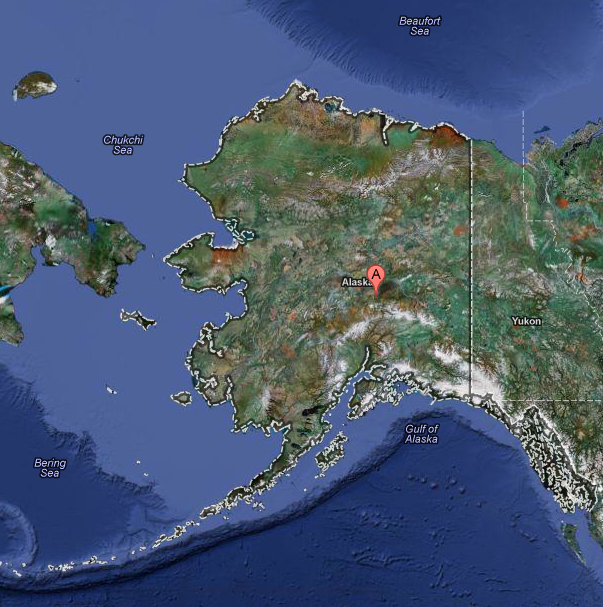 Beaufort
Sea
Chukchi
Sea
A
Alaska
Yukon
Gulf of
Alaska
Bering
Sea